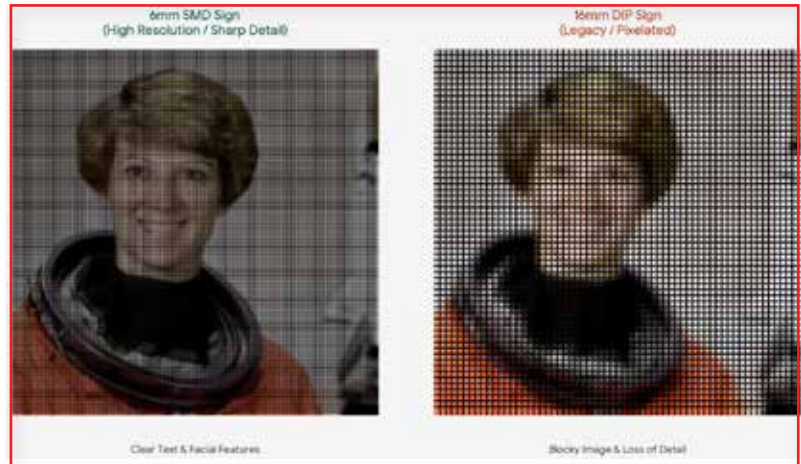 6mm SMD Sign
(High Resolution / Sharp Detail)
16mm DIP Sign
(Legacy / Pixelated)
Clear Text & Facial Features
Blocky Image & Loss of Detail